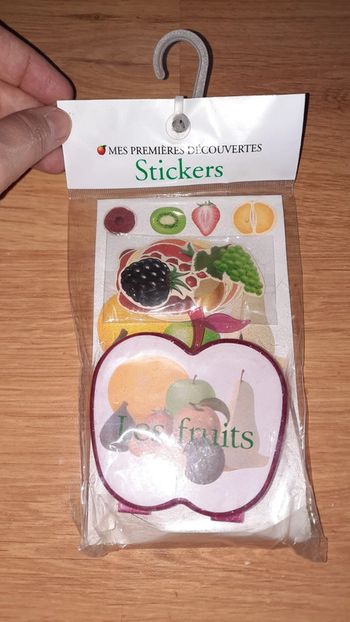 MES PREMIÈRES DÉCOUVERTES
Stickers
Les fruits